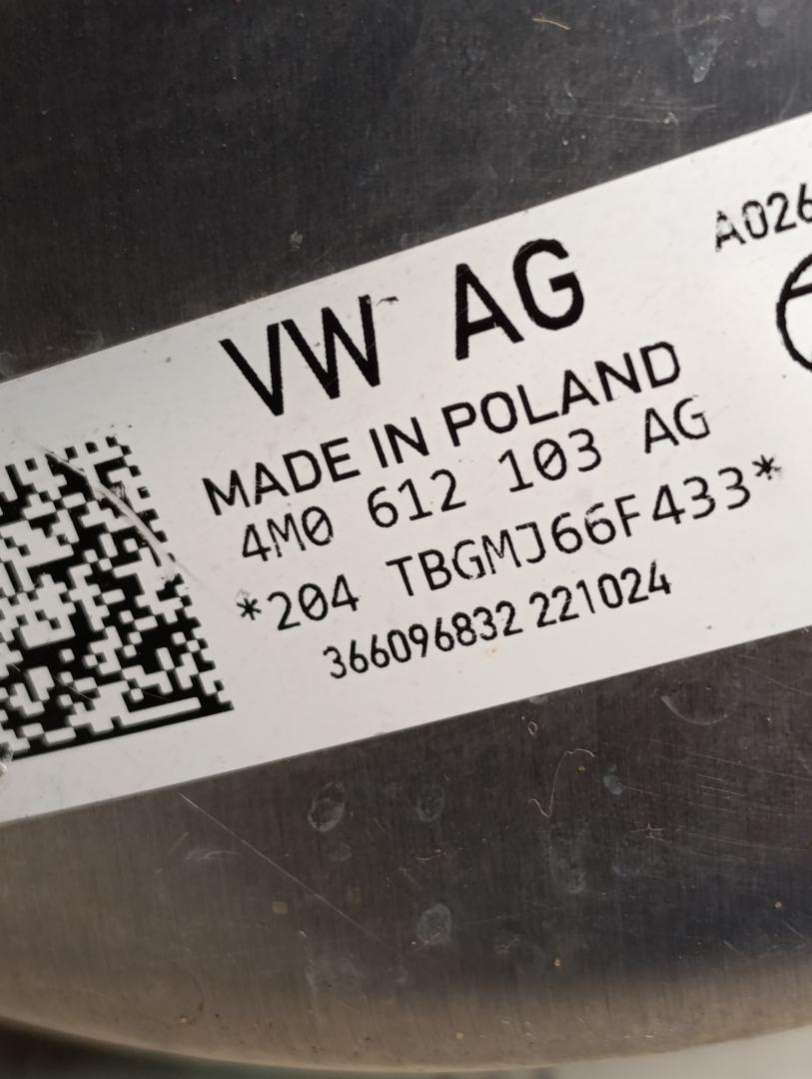 A026
VW AG
MADE IN POLAND
4M0 612 103 AG
*204 TBGMJ66F433*
366096832 221024